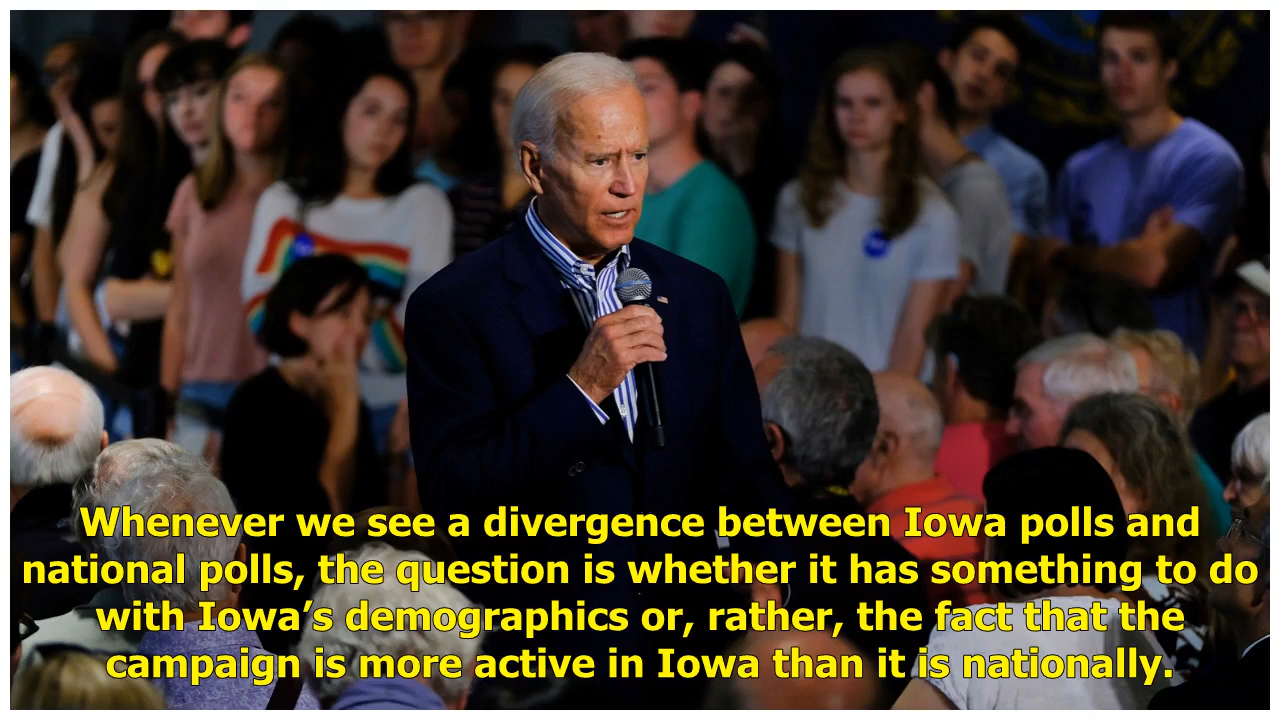 Whenever we see a divergence between Iowa polls and
national polls, the question is whether it has something to do
with Iowa’s demographics or, rather, the fact that the
campaign is more active in Iowa than it is nationally.